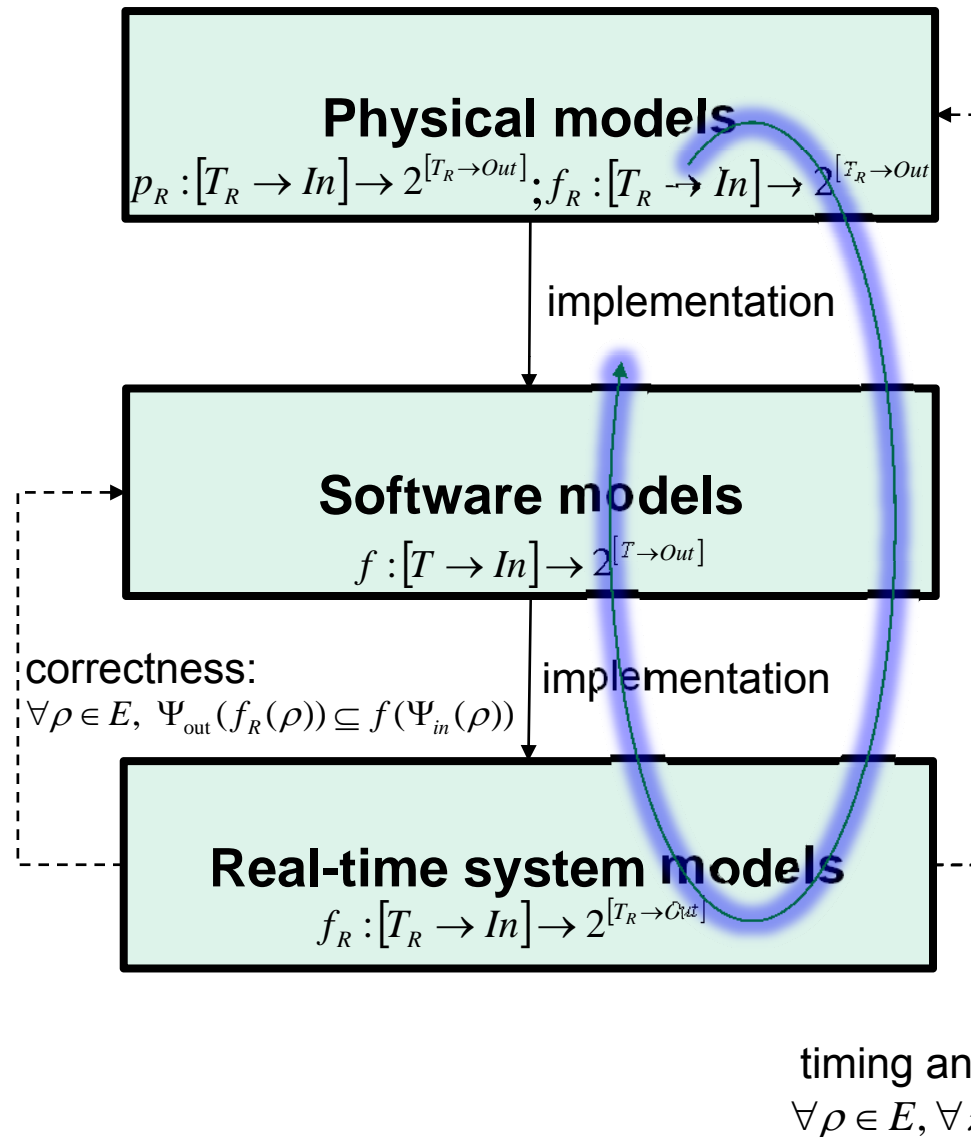 Physical models
p_R : [T_R → In] → 2^[T_R → Out] ; f_R : [T_R → In] → 2^[T_R → Out
implementation
Software models
f : [T → In] → 2^[T → Out]
correctness:
∀ρ ∈ E, Ψ_out(f_R(ρ)) ⊆ f(Ψ_in(ρ))
implementation
Real-time system models
f_R : [T_R → In] → 2^[T_R → Out]
timing an
∀ρ ∈ E, ∀